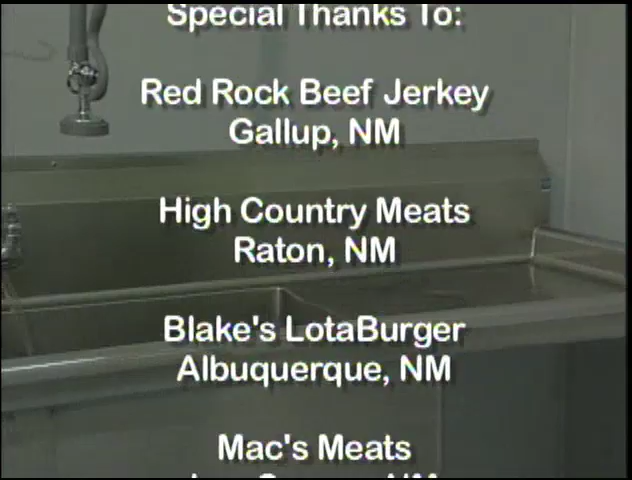 Special Thanks To:
Red Rock Beef Jerkey
Gallup, NM
High Country Meats
Raton, NM
Blake's LotaBurger
Albuquerque, NM
Mac's Meats